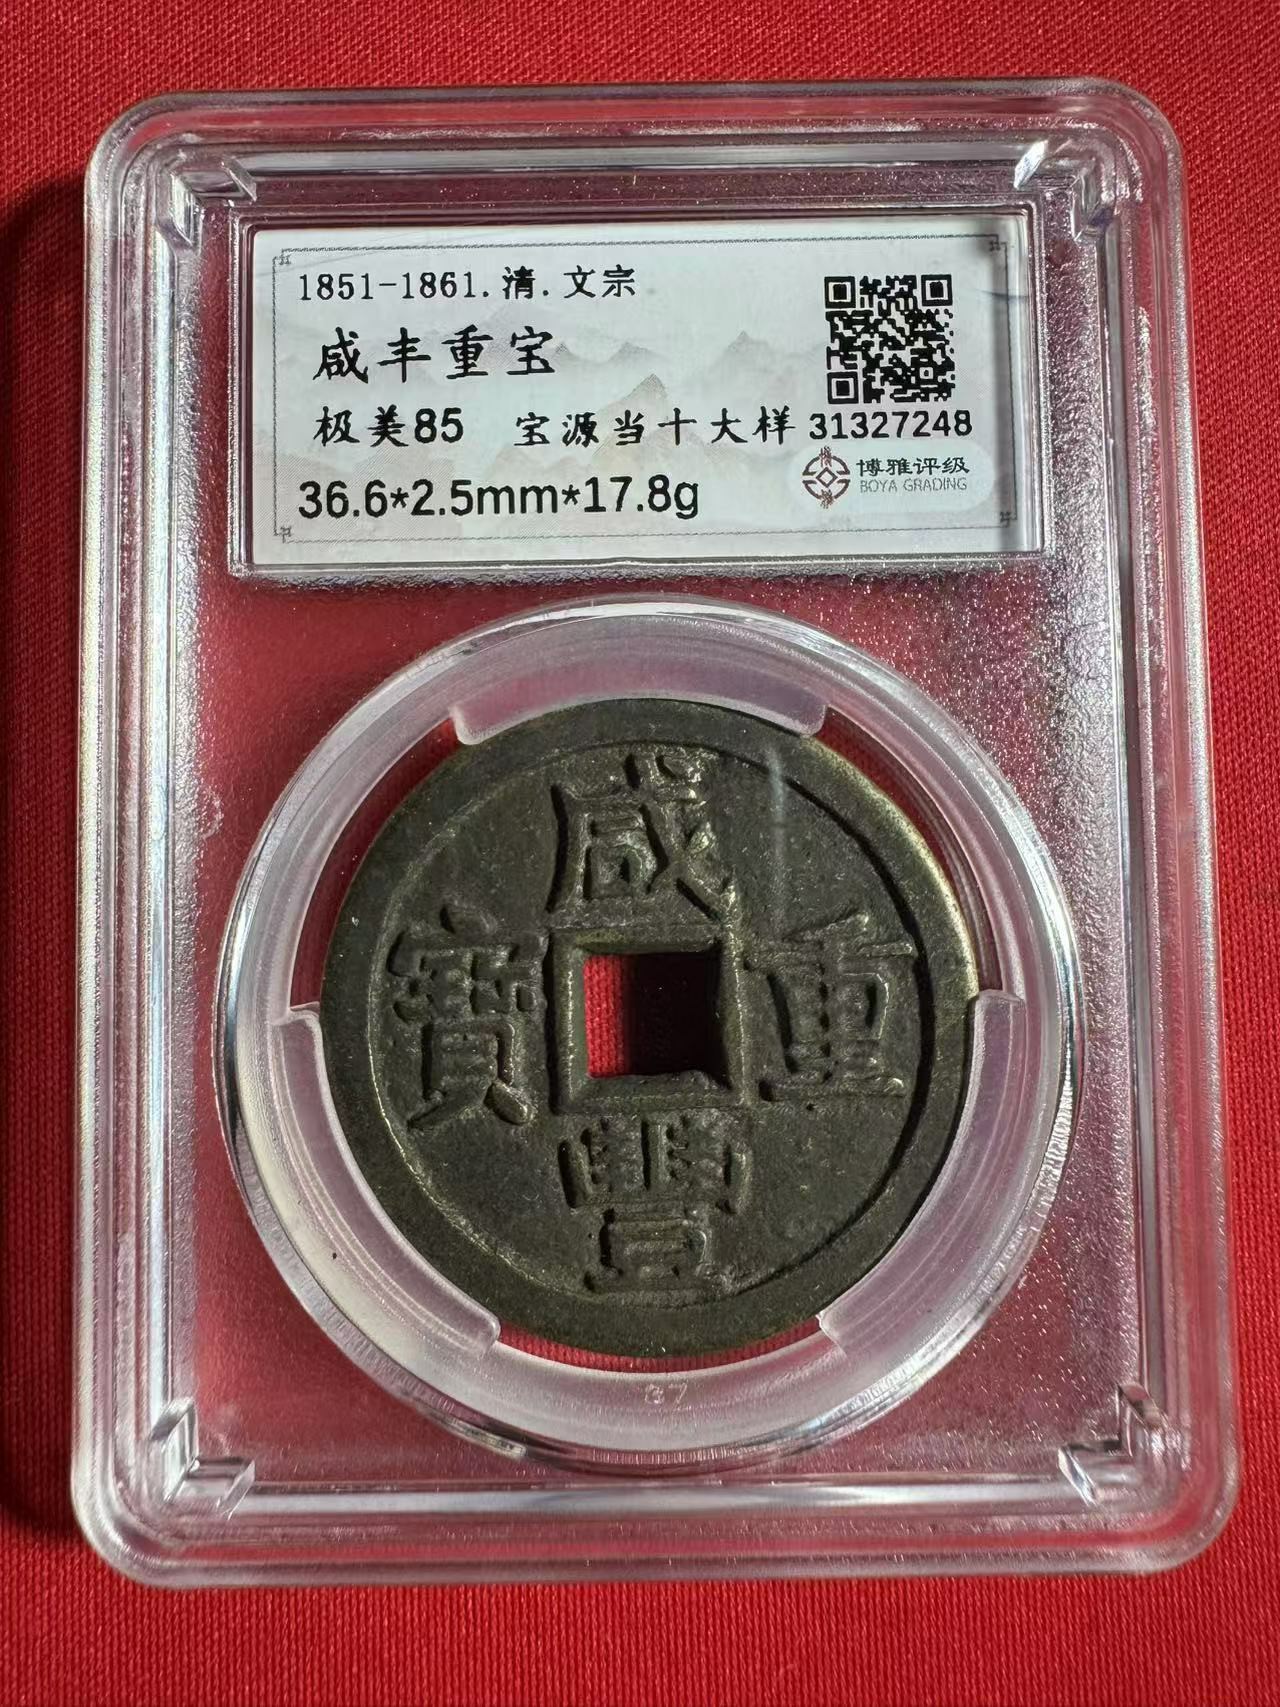 1851-1861.清.文宗
咸丰重宝
极美85 宝源当十大样 31327248
36.6*2.5mm*17.8g
博雅评级
BOYA GRADING
咸
寶 重
豐
37